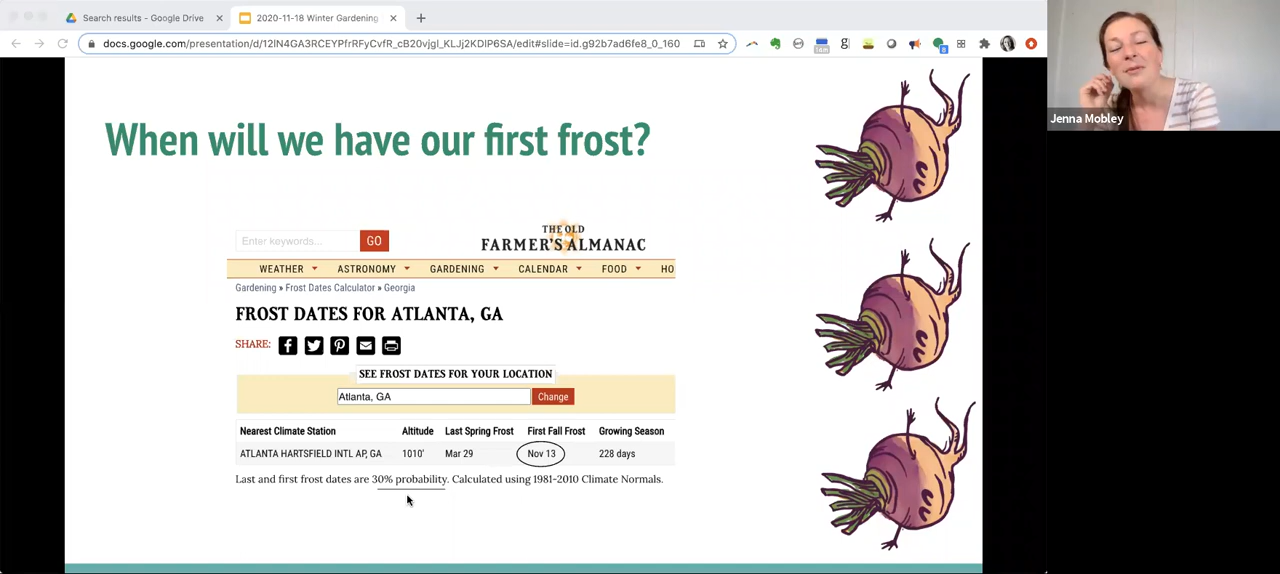 Search results - Google Drive
2020-11-18 Winter Gardening
docs.google.com/presentation/d/12lN4GA3RCEYPfrRFyCvfR_cB20vjgI_KLJj2KDIP6SA/edit#slide=id.g92b7ad6fe8_0_160
14m
g
8
Jenna Mobley
When will we have our first frost?
Enter keywords...
GO
THE OLD
FARMER'S ALMANAC
WEATHER ASTRONOMY GARDENING CALENDAR FOOD HO
Gardening » Frost Dates Calculator » Georgia
FROST DATES FOR ATLANTA, GA
SHARE:
SEE FROST DATES FOR YOUR LOCATION
Atlanta, GA
Change
Nearest Climate Station Altitude Last Spring Frost First Fall Frost Growing Season
ATLANTA HARTSFIELD INTL AP, GA 1010' Mar 29 Nov 13 228 days
Last and first frost dates are 30% probability. Calculated using 1981-2010 Climate Normals.